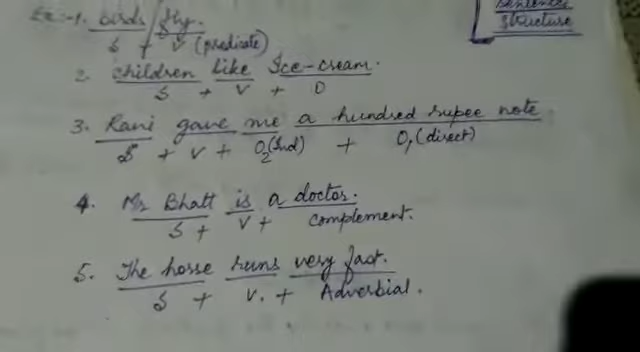 Ex:-1. birds / fly.
S + V (predicate)
Sentence
Structure
2. Children like Ice-cream.
S + V + O
3. Rani gave me a hundred rupee note.
S + V + O2 (Ind) + O1 (direct)
4. Mr Bhatt is a doctor.
S + V + Complement.
5. The horse runs very fast.
S + V. + Adverbial.